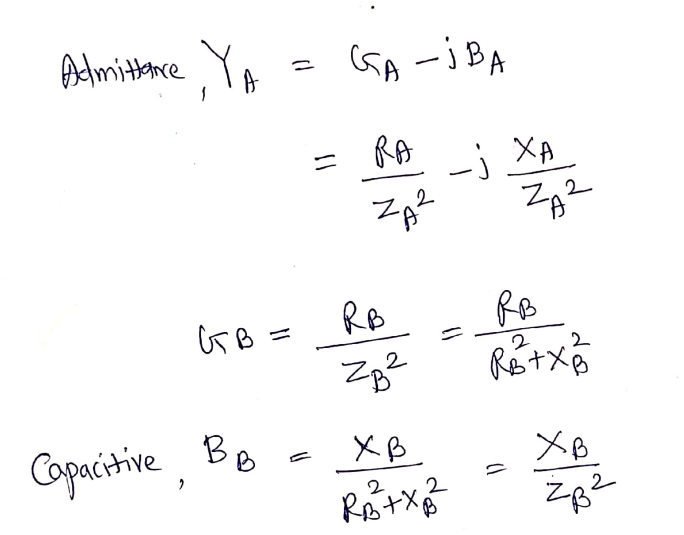 Admittance, Y_A = G_A - j B_A
= R_A / Z_A² - j X_A / Z_A²
G_B = R_B / Z_B² = R_B / R_B² + X_B²
Capacitive, B_B = X_B / R_B² + X_B² = X_B / Z_B²